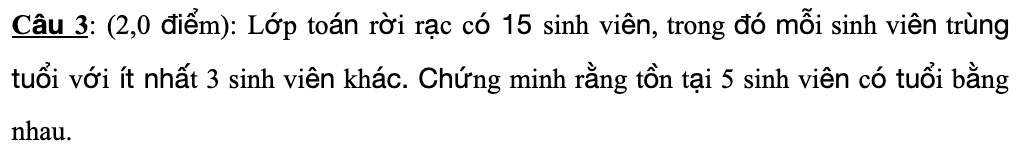 Câu 3: (2,0 điểm): Lớp toán rời rạc có 15 sinh viên, trong đó mỗi sinh viên trùng
tuổi với ít nhất 3 sinh viên khác. Chứng minh rằng tồn tại 5 sinh viên có tuổi bằng
nhau.